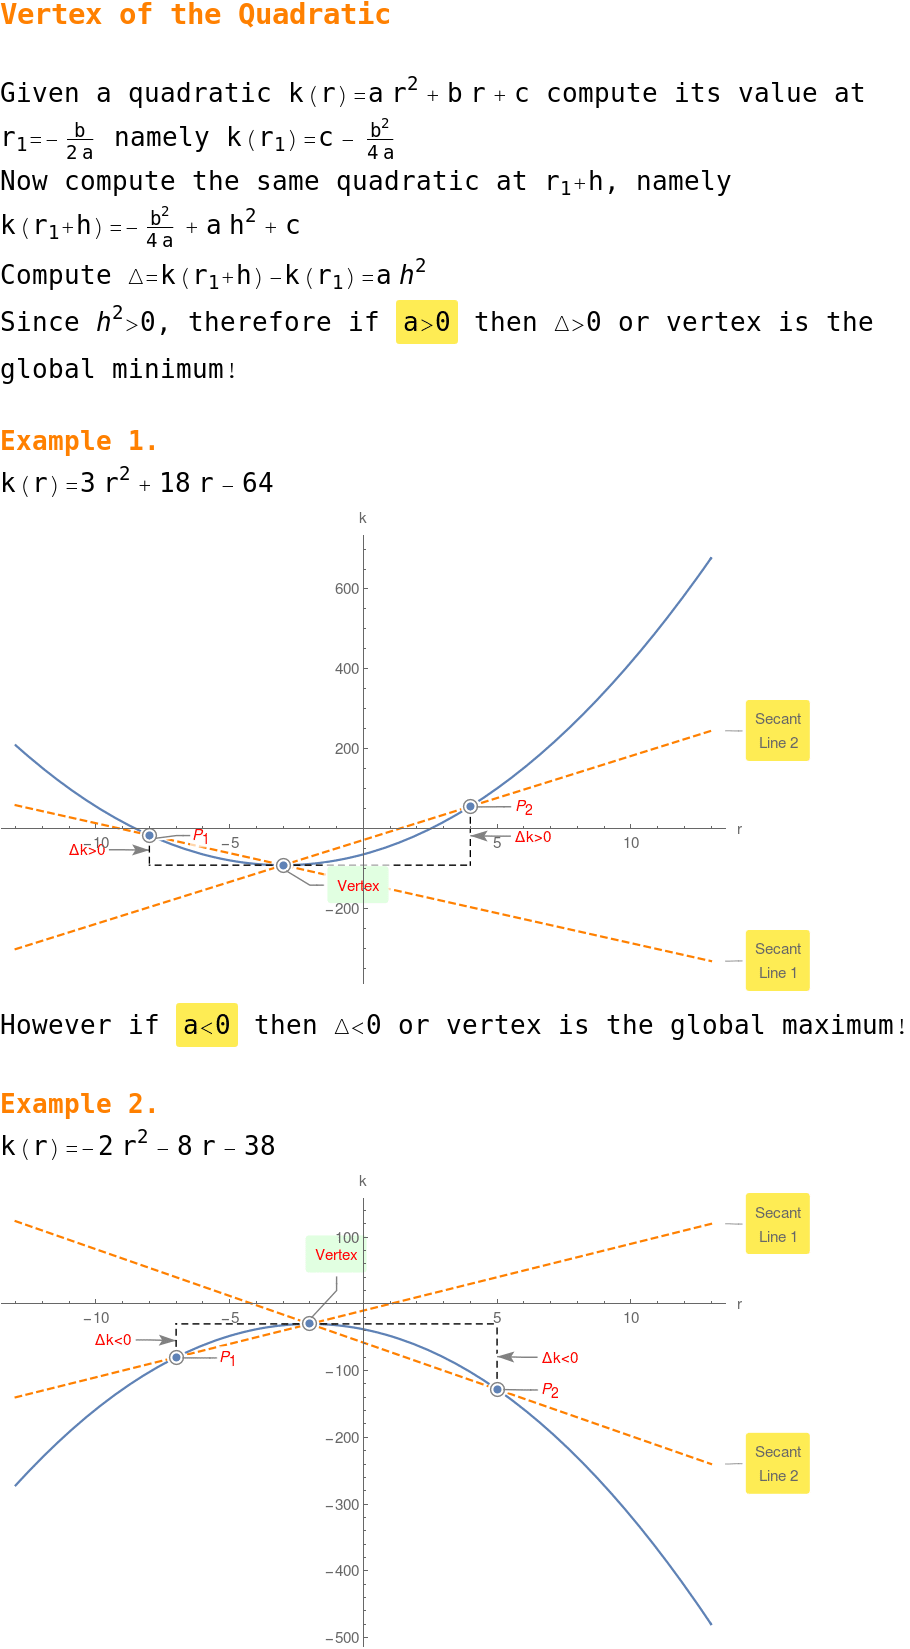 Vertex of the Quadratic
Given a quadratic k(r)=a r² + b r + c compute its value at
r₁=- b/(2 a) namely k(r₁)=c - b²/(4 a)
Now compute the same quadratic at r₁+h, namely
k(r₁+h)=- b²/(4 a) + a h² + c
Compute Δ=k(r₁+h)-k(r₁)=a h²
Since h²>0, therefore if a>0 then Δ>0 or vertex is the
global minimum!
Example 1.
k(r)=3 r² + 18 r - 64
k
600
400
200
Secant
Line 2
P₂
r
-10
-5
5
10
P₁
Δk>0
Δk>0
Vertex
-200
Secant
Line 1
However if a<0 then Δ<0 or vertex is the global maximum!
Example 2.
k(r)=-2 r² - 8 r - 38
k
Secant
Line 1
100
Vertex
r
-10
-5
5
10
Δk<0
P₁
Δk<0
-100
P₂
-200
Secant
Line 2
-300
-400
-500